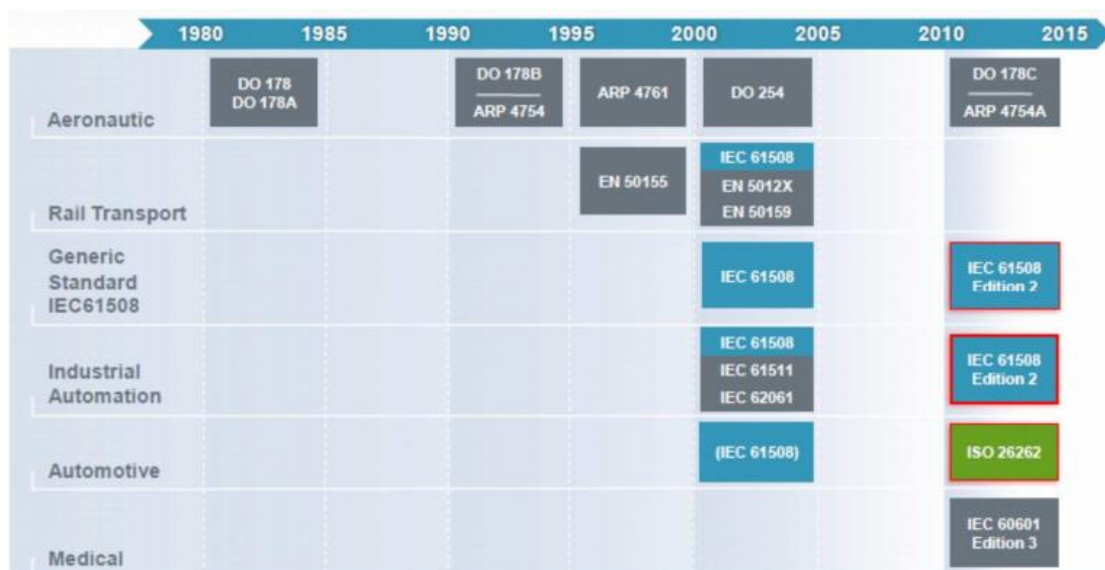 1980 1985 1990 1995 2000 2005 2010 2015
Aeronautic
DO 178
DO 178A
DO 178B
ARP 4754
ARP 4761
DO 254
DO 178C
ARP 4754A
Rail Transport
EN 50155
IEC 61508
EN 5012X
EN 50159
Generic
Standard
IEC61508
IEC 61508
IEC 61508
Edition 2
Industrial
Automation
IEC 61508
IEC 61511
IEC 62061
IEC 61508
Edition 2
Automotive
(IEC 61508)
ISO 26262
Medical
IEC 60601
Edition 3